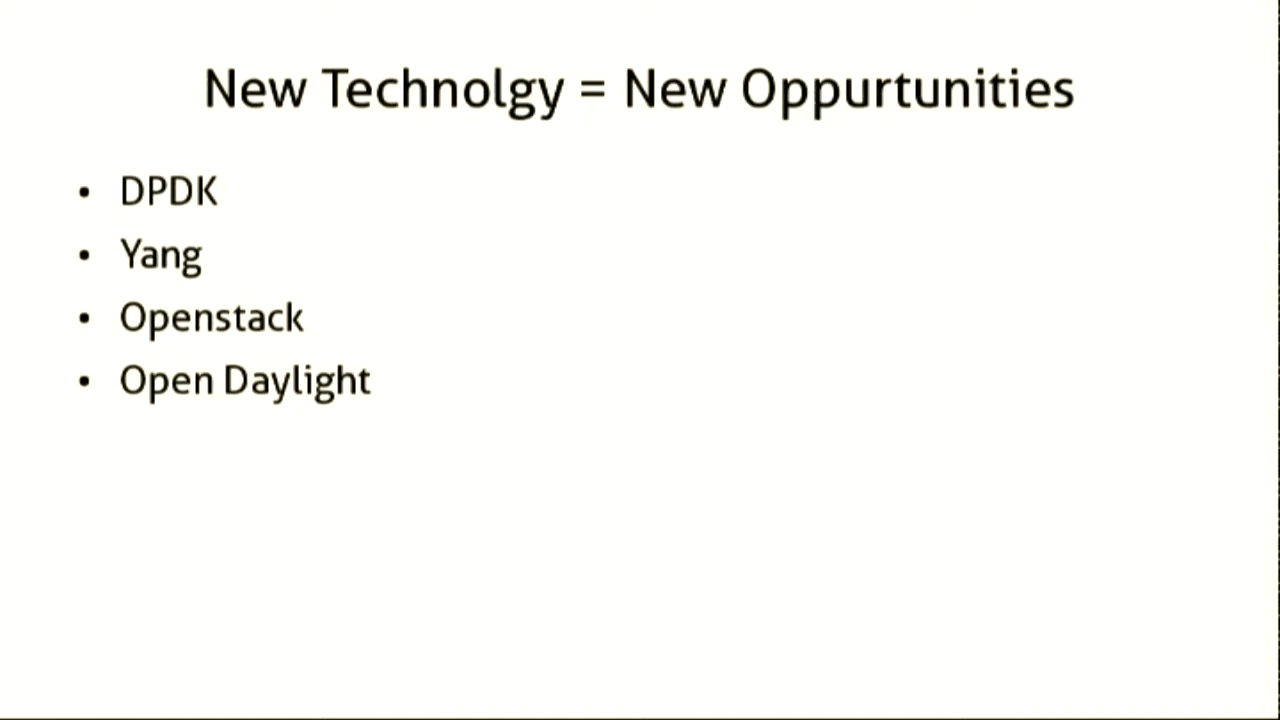 New Technolgy = New Oppurtunities
• DPDK
• Yang
• Openstack
• Open Daylight